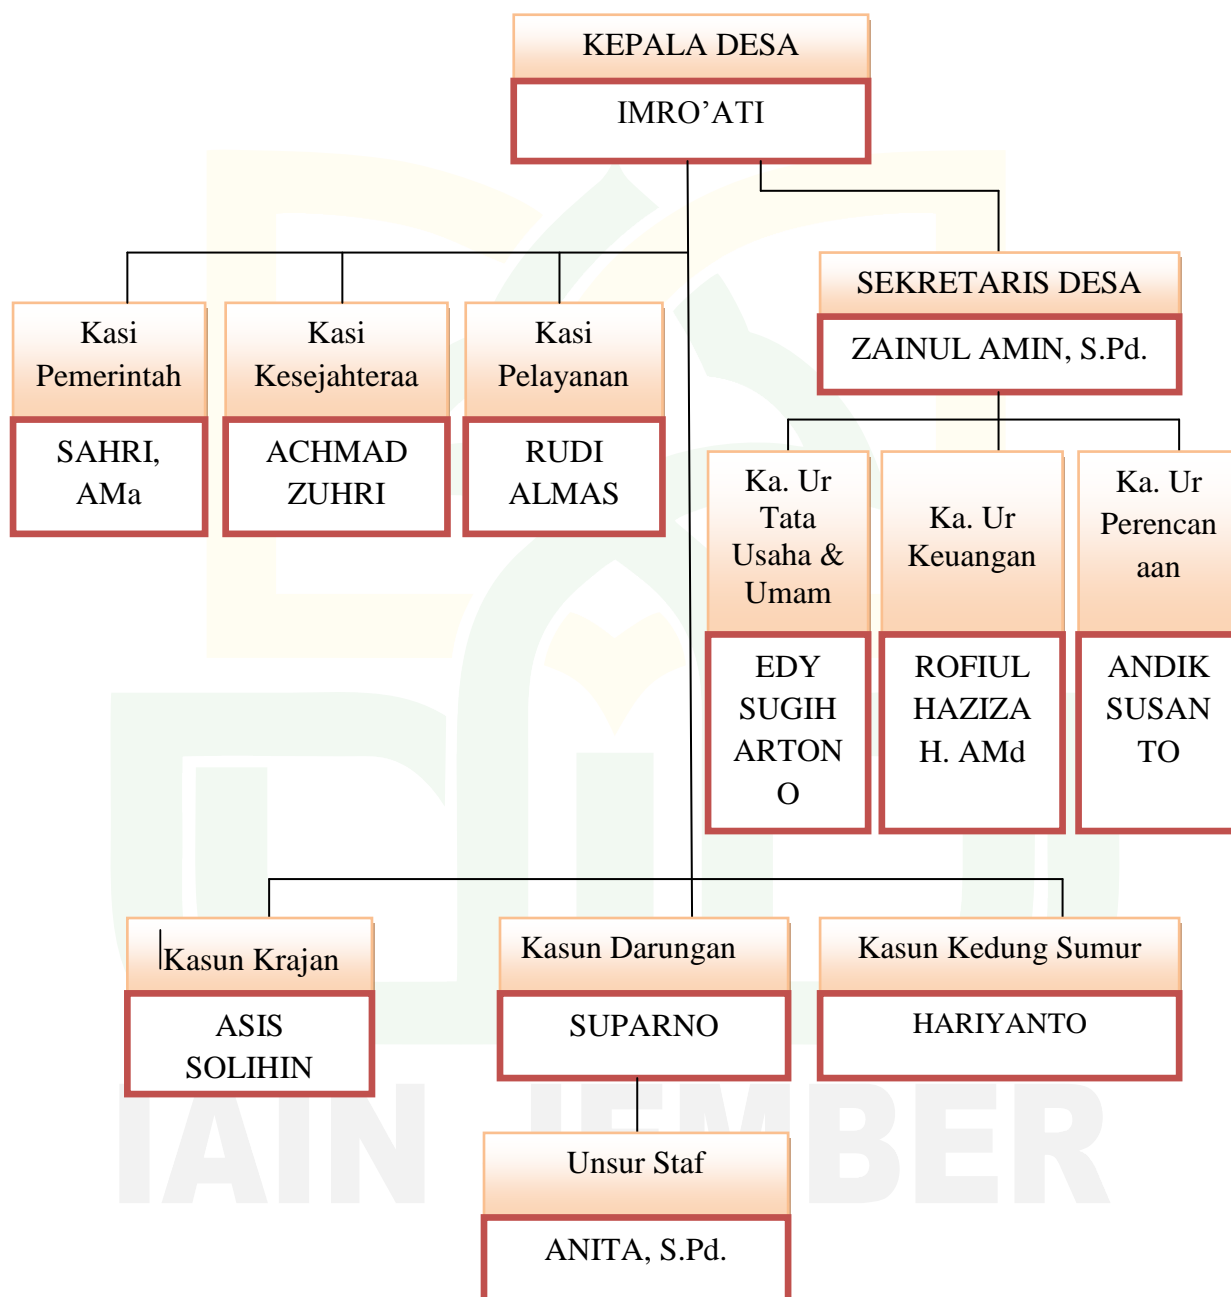 KEPALA DESA
IMRO’ATI
SEKRETARIS DESA
ZAINUL AMIN, S.Pd.
Kasi
Pemerintah
SAHRI,
AMa
Kasi
Kesejahteraa
ACHMAD
ZUHRI
Kasi
Pelayanan
RUDI
ALMAS
Ka. Ur
Tata
Usaha &
Umam
EDY
SUGIH
ARTON
O
Ka. Ur
Keuangan
ROFIUL
HAZIZA
H. AMd
Ka. Ur
Perencan
aan
ANDIK
SUSAN
TO
Kasun Krajan
ASIS
SOLIHIN
Kasun Darungan
SUPARNO
Kasun Kedung Sumur
HARIYANTO
Unsur Staf
ANITA, S.Pd.
IAIN JEMBER